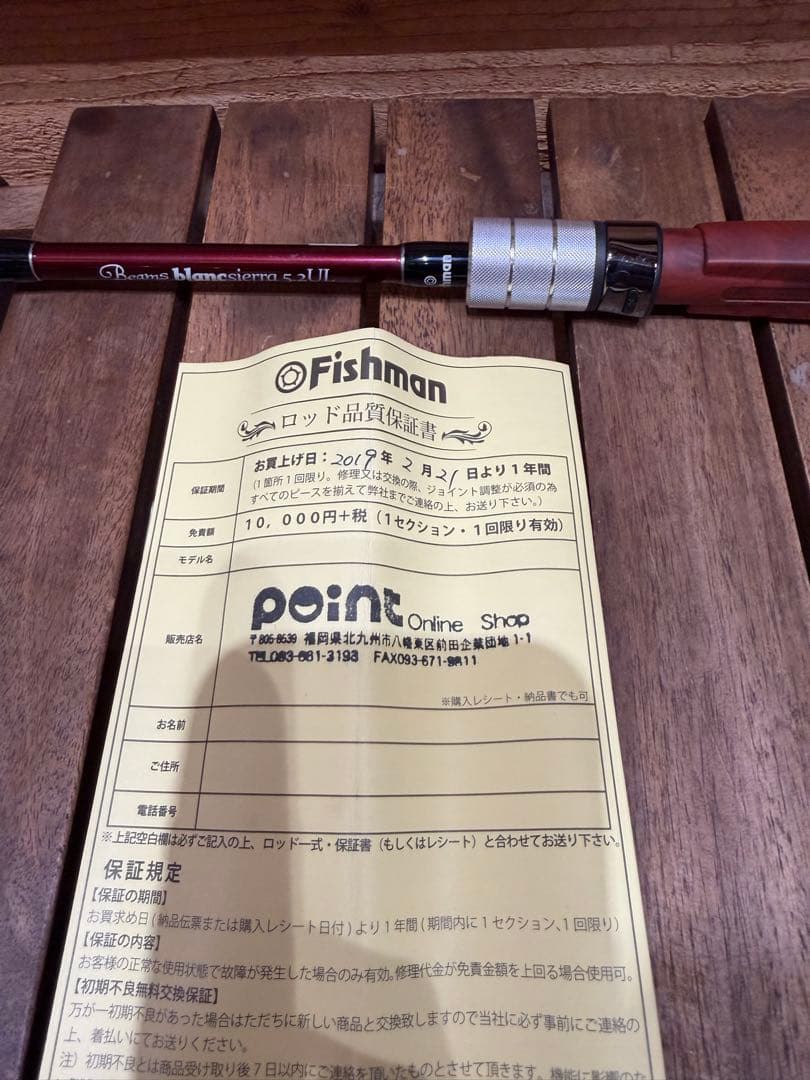 Beams blancsierra 5.2UL
Fishman
Fishman
ロッド品質保証書
保証期間
お買上げ日：2019年2月21日より1年間
（1箇所1回限り。修理又は交換の際、ジョイント調整が必須の為
すべてのピースを揃えて弊社までご連絡の上、お送り下さい。）
免責額
10,000円+税（1セクション・1回限り有効）
モデル名
販売店名
point Online Shop
〒805-8539 福岡県北九州市八幡東区前田企業団地1-1
TEL093-661-3193 FAX093-671-9811
※購入レシート・納品書でも可
お名前
ご住所
電話番号
※上記空白欄は必ずご記入の上、ロッド一式・保証書（もしくはレシート）と合わせてお送り下さい。
保証規定
【保証の期間】
お買求め日(納品伝票または購入レシート日付)より1年間(期間内に1セクション、1回限り)
【保証の内容】
お客様の正常な使用状態で故障が発生した場合のみ有効。修理代金が免責金額を上回る場合使用可。
【初期不良無料交換保証】
万が一初期不良があった場合はただちに新しい商品と交換致しますので当社に必ず事前にご連絡の
上、着払いにてお送りください。
注）初期不良とは商品受け取り後7日以内にご連絡を頂いたものとさせて頂きます。機能に影響のた